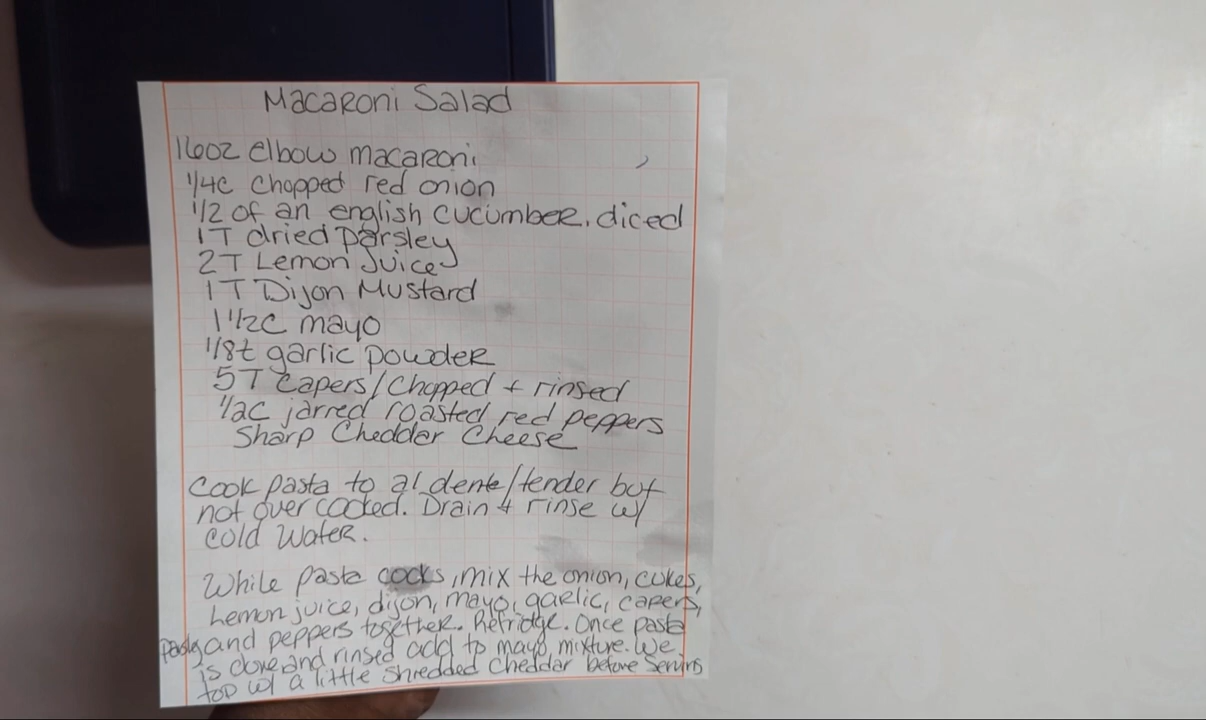 Macaroni Salad
16oz elbow macaroni
1/4c chopped red onion
1/2 of an english cucumber, diced
1T dried parsley
2T Lemon Juice
1T Dijon Mustard
1 1/2c mayo
1/8t garlic powder
5T capers/chopped + rinsed
1/2c jarred roasted red peppers
Sharp Cheddar Cheese
Cook pasta to al dente/tender but
not over cooked. Drain + rinse w/
cold water.
While pasta cooks, mix the onion, cukes,
Lemon juice, dijon, mayo, garlic, capers,
parsley and peppers together. Refridge. Once pasta
is done and rinsed add to mayo mixture. We
top w/ a little shredded cheddar before serving